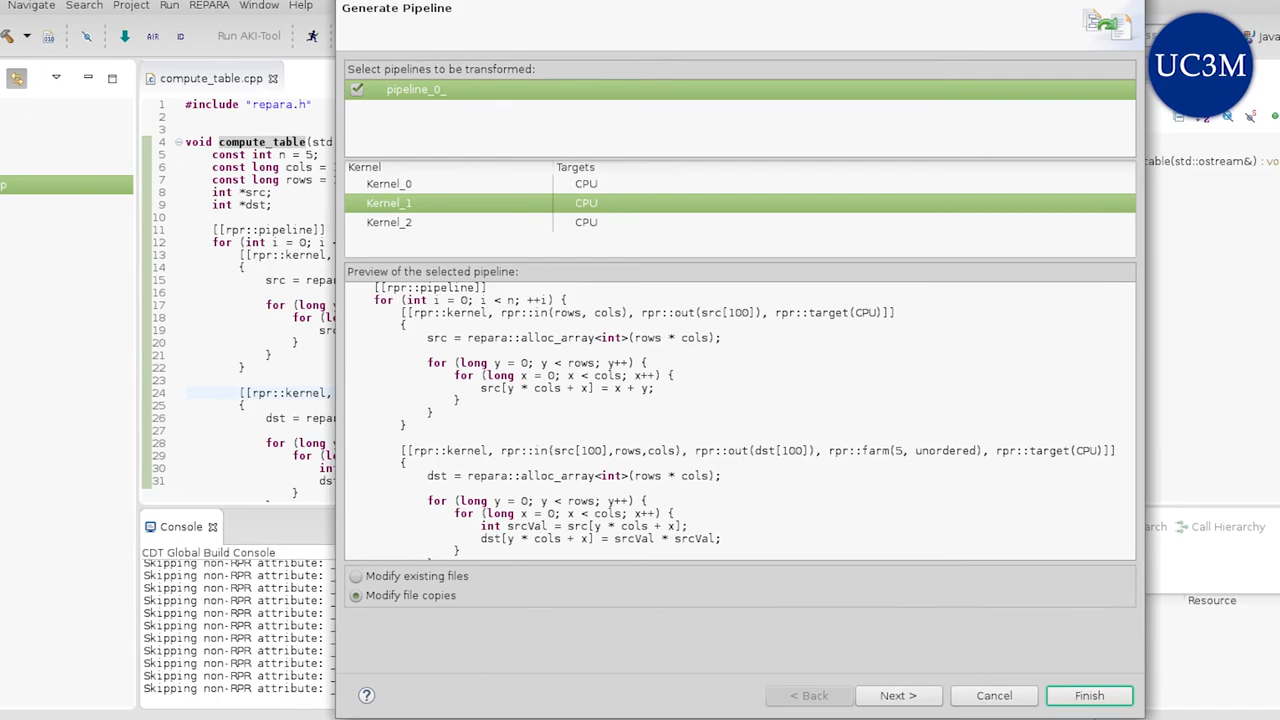 Navigate Search Project Run REPARA Window Help
AIR ID Run AKI-Tool
Java
UC3M
compute_table.cpp
1 #include "repara.h"
2
3
4 void compute_table(std
5 const int n = 5;
6 const long cols =
7 const long rows =
8 int *src;
9 int *dst;
10
11 [[rpr::pipeline]]
12 for (int i = 0; i <
13 [[rpr::kernel,
14 {
15 src = repa
16
17 for (long
18 for (l
19 sr
20 }
21 }
22 }
23
24 [[rpr::kernel,
25 {
26 dst = repa
27
28 for (long
29 for (l
30 int
31 dst
}
Console
CDT Global Build Console
Skipping non-RPR attribute:
Skipping non-RPR attribute:
Skipping non-RPR attribute:
Skipping non-RPR attribute:
Skipping non-RPR attribute:
Skipping non-RPR attribute:
Skipping non-RPR attribute:
Skipping non-RPR attribute:
Skipping non-RPR attribute:
Skipping non-RPR attribute:
Skipping non-RPR attribute:
Generate Pipeline
Select pipelines to be transformed:
pipeline_0_
Kernel Targets
Kernel_0 CPU
Kernel_1 CPU
Kernel_2 CPU
Preview of the selected pipeline:
[[rpr::pipeline]]
for (int i = 0; i < n; ++i) {
[[rpr::kernel, rpr::in(rows, cols), rpr::out(src[100]), rpr::target(CPU)]]
{
src = repara::alloc_array<int>(rows * cols);
for (long y = 0; y < rows; y++) {
for (long x = 0; x < cols; x++) {
src[y * cols + x] = x + y;
}
}
}
[[rpr::kernel, rpr::in(src[100],rows,cols), rpr::out(dst[100]), rpr::farm(5, unordered), rpr::target(CPU)]]
{
dst = repara::alloc_array<int>(rows * cols);
for (long y = 0; y < rows; y++) {
for (long x = 0; x < cols; x++) {
int srcVal = src[y * cols + x];
dst[y * cols + x] = srcVal * srcVal;
}
Modify existing files
Modify file copies
< Back Next > Cancel Finish
table(std::ostream&) : vo
arch Call Hierarchy
Resource